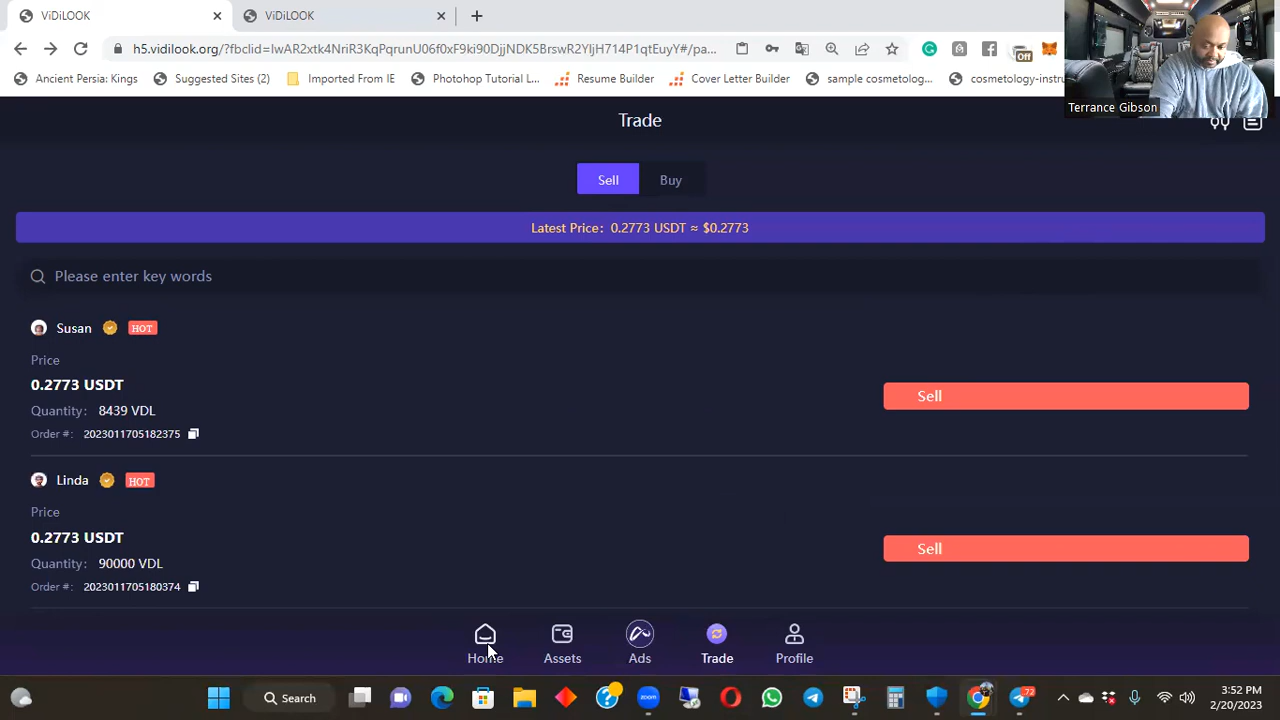 ViDiLOOK
ViDiLOOK
h5.vidilook.org/?fbclid=IwAR2xtk4NriR3KqPqrunU06f0xF9ki90DjjNDK5BrswR2YljH714P1qtEuyY#/pa...
Off
Ancient Persia: Kings
Suggested Sites (2)
Imported From IE
Photohop Tutorial L...
Resume Builder
Cover Letter Builder
sample cosmetolog...
cosmetology-instru
Terrance Gibson
Trade
Sell
Buy
Latest Price: 0.2773 USDT ≈ $0.2773
Please enter key words
Susan HOT
Price
0.2773 USDT
Quantity: 8439 VDL
Sell
Order #: 2023011705182375
Linda HOT
Price
0.2773 USDT
Quantity: 90000 VDL
Sell
Order #: 2023011705180374
Home
Assets
Ads
Trade
Profile
Search
zoom
72
3:52 PM
2/20/2023